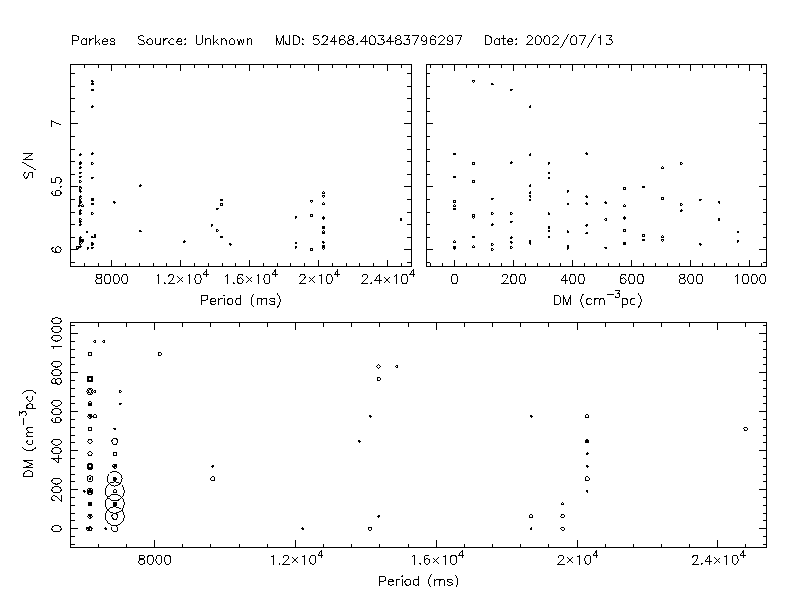 Parkes Source: Unknown MJD: 52468.403483796297 Date: 2002/07/13
S/N
7
6.5
6
8000 1.2×10⁴ 1.6×10⁴ 2×10⁴ 2.4×10⁴
Period (ms)
0 200 400 600 800 1000
DM (cm⁻³pc)
DM (cm⁻³pc)
1000
800
600
400
200
0
8000 1.2×10⁴ 1.6×10⁴ 2×10⁴ 2.4×10⁴
Period (ms)